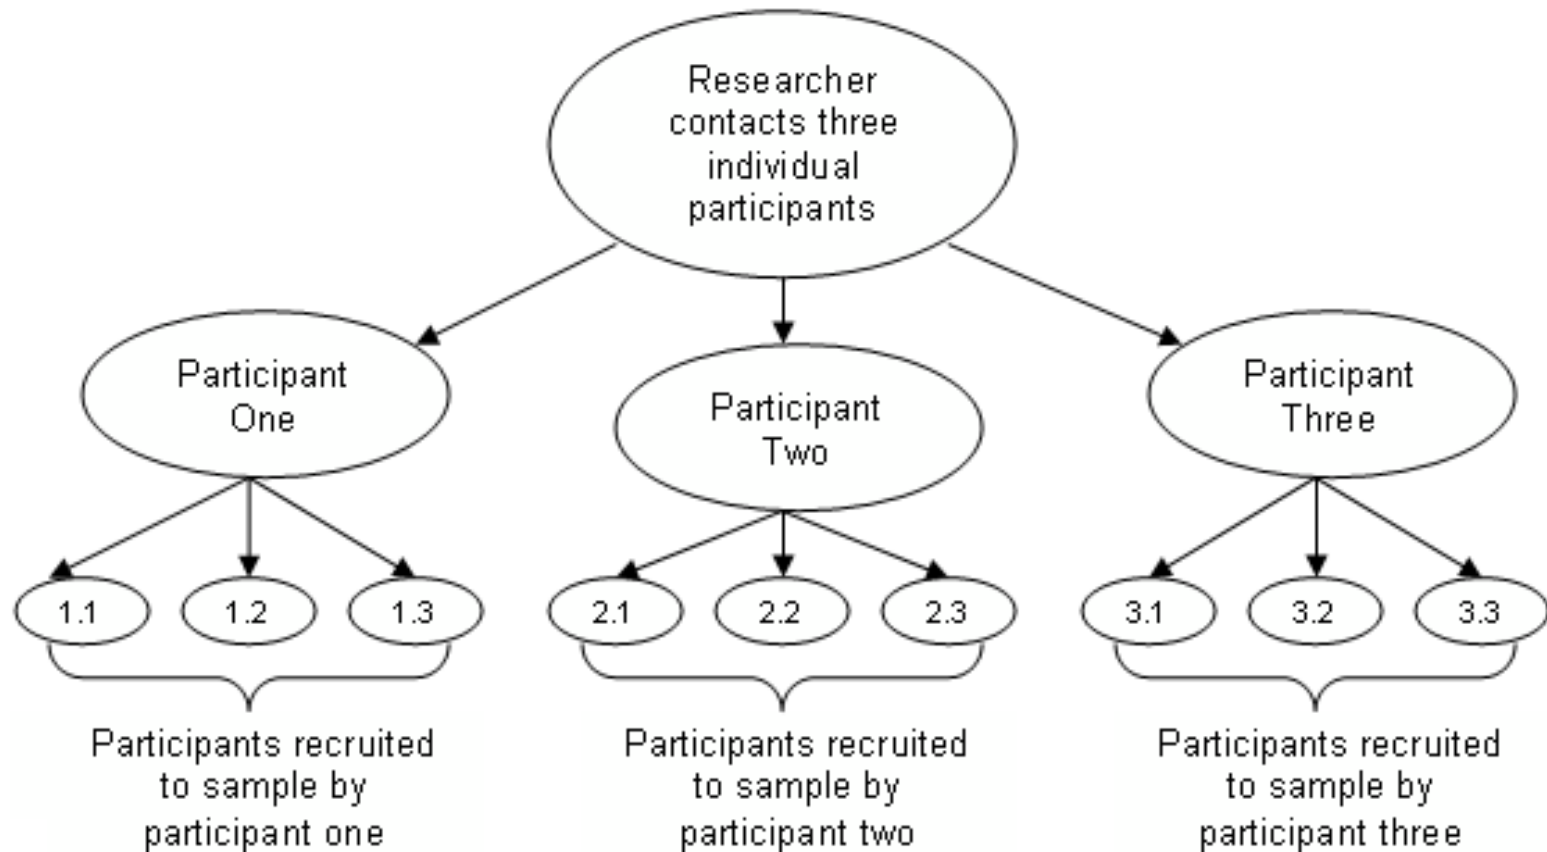 Researcher
contacts three
individual
participants
Participant
One
Participant
Two
Participant
Three
1.1
1.2
1.3
2.1
2.2
2.3
3.1
3.2
3.3
Participants recruited
to sample by
participant one
Participants recruited
to sample by
participant two
Participants recruited
to sample by
participant three